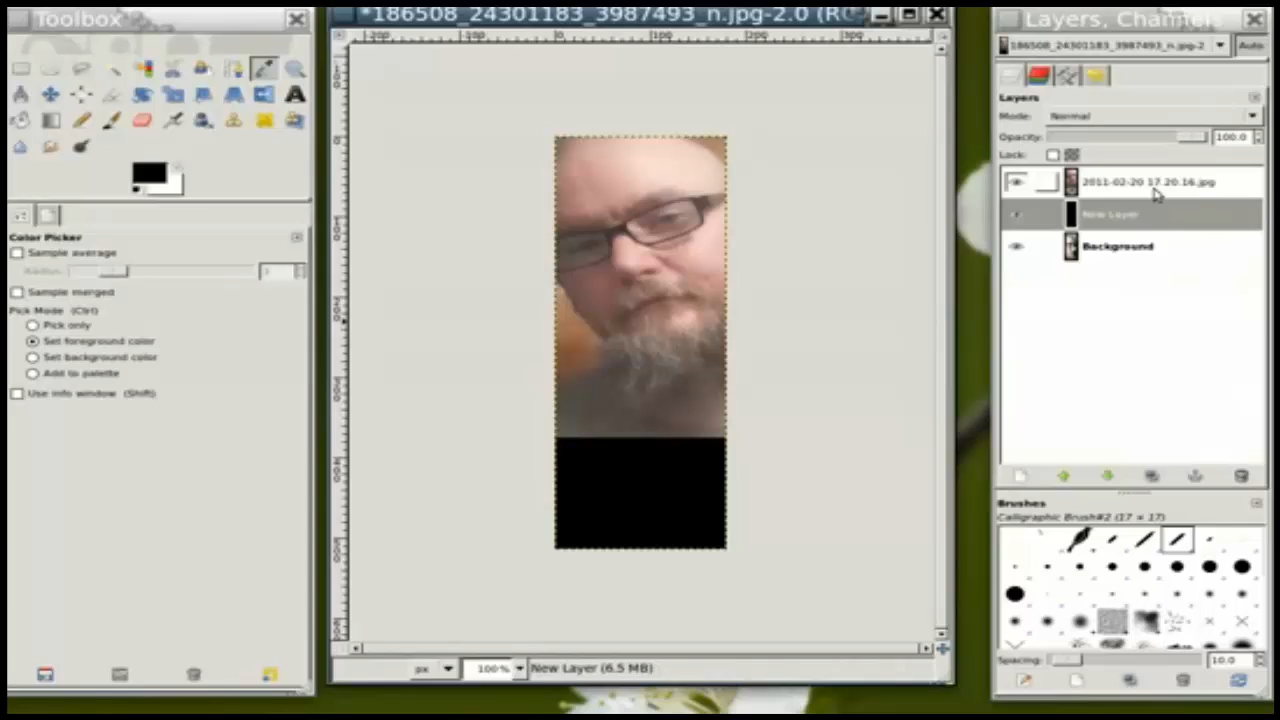 Toolbox
Color Picker
Sample average
Radius:
Sample merged
Pick Mode (Ctrl)
Pick only
Set foreground color
Set background color
Add to palette
Use info window (Shift)
*186508_24301183_3987493_n.jpg-2.0 (R
px
100%
New Layer (6.5 MB)
Layers, Channels
186508_24301183_3987493_n.jpg-2
Auto
Layers
Mode: Normal
Opacity: 100.0
Lock:
2011-02-20 17.20.16.jpg
New Layer
Background
Brushes
Calligraphic Brush#2 (17 × 17)
Spacing: 10.0